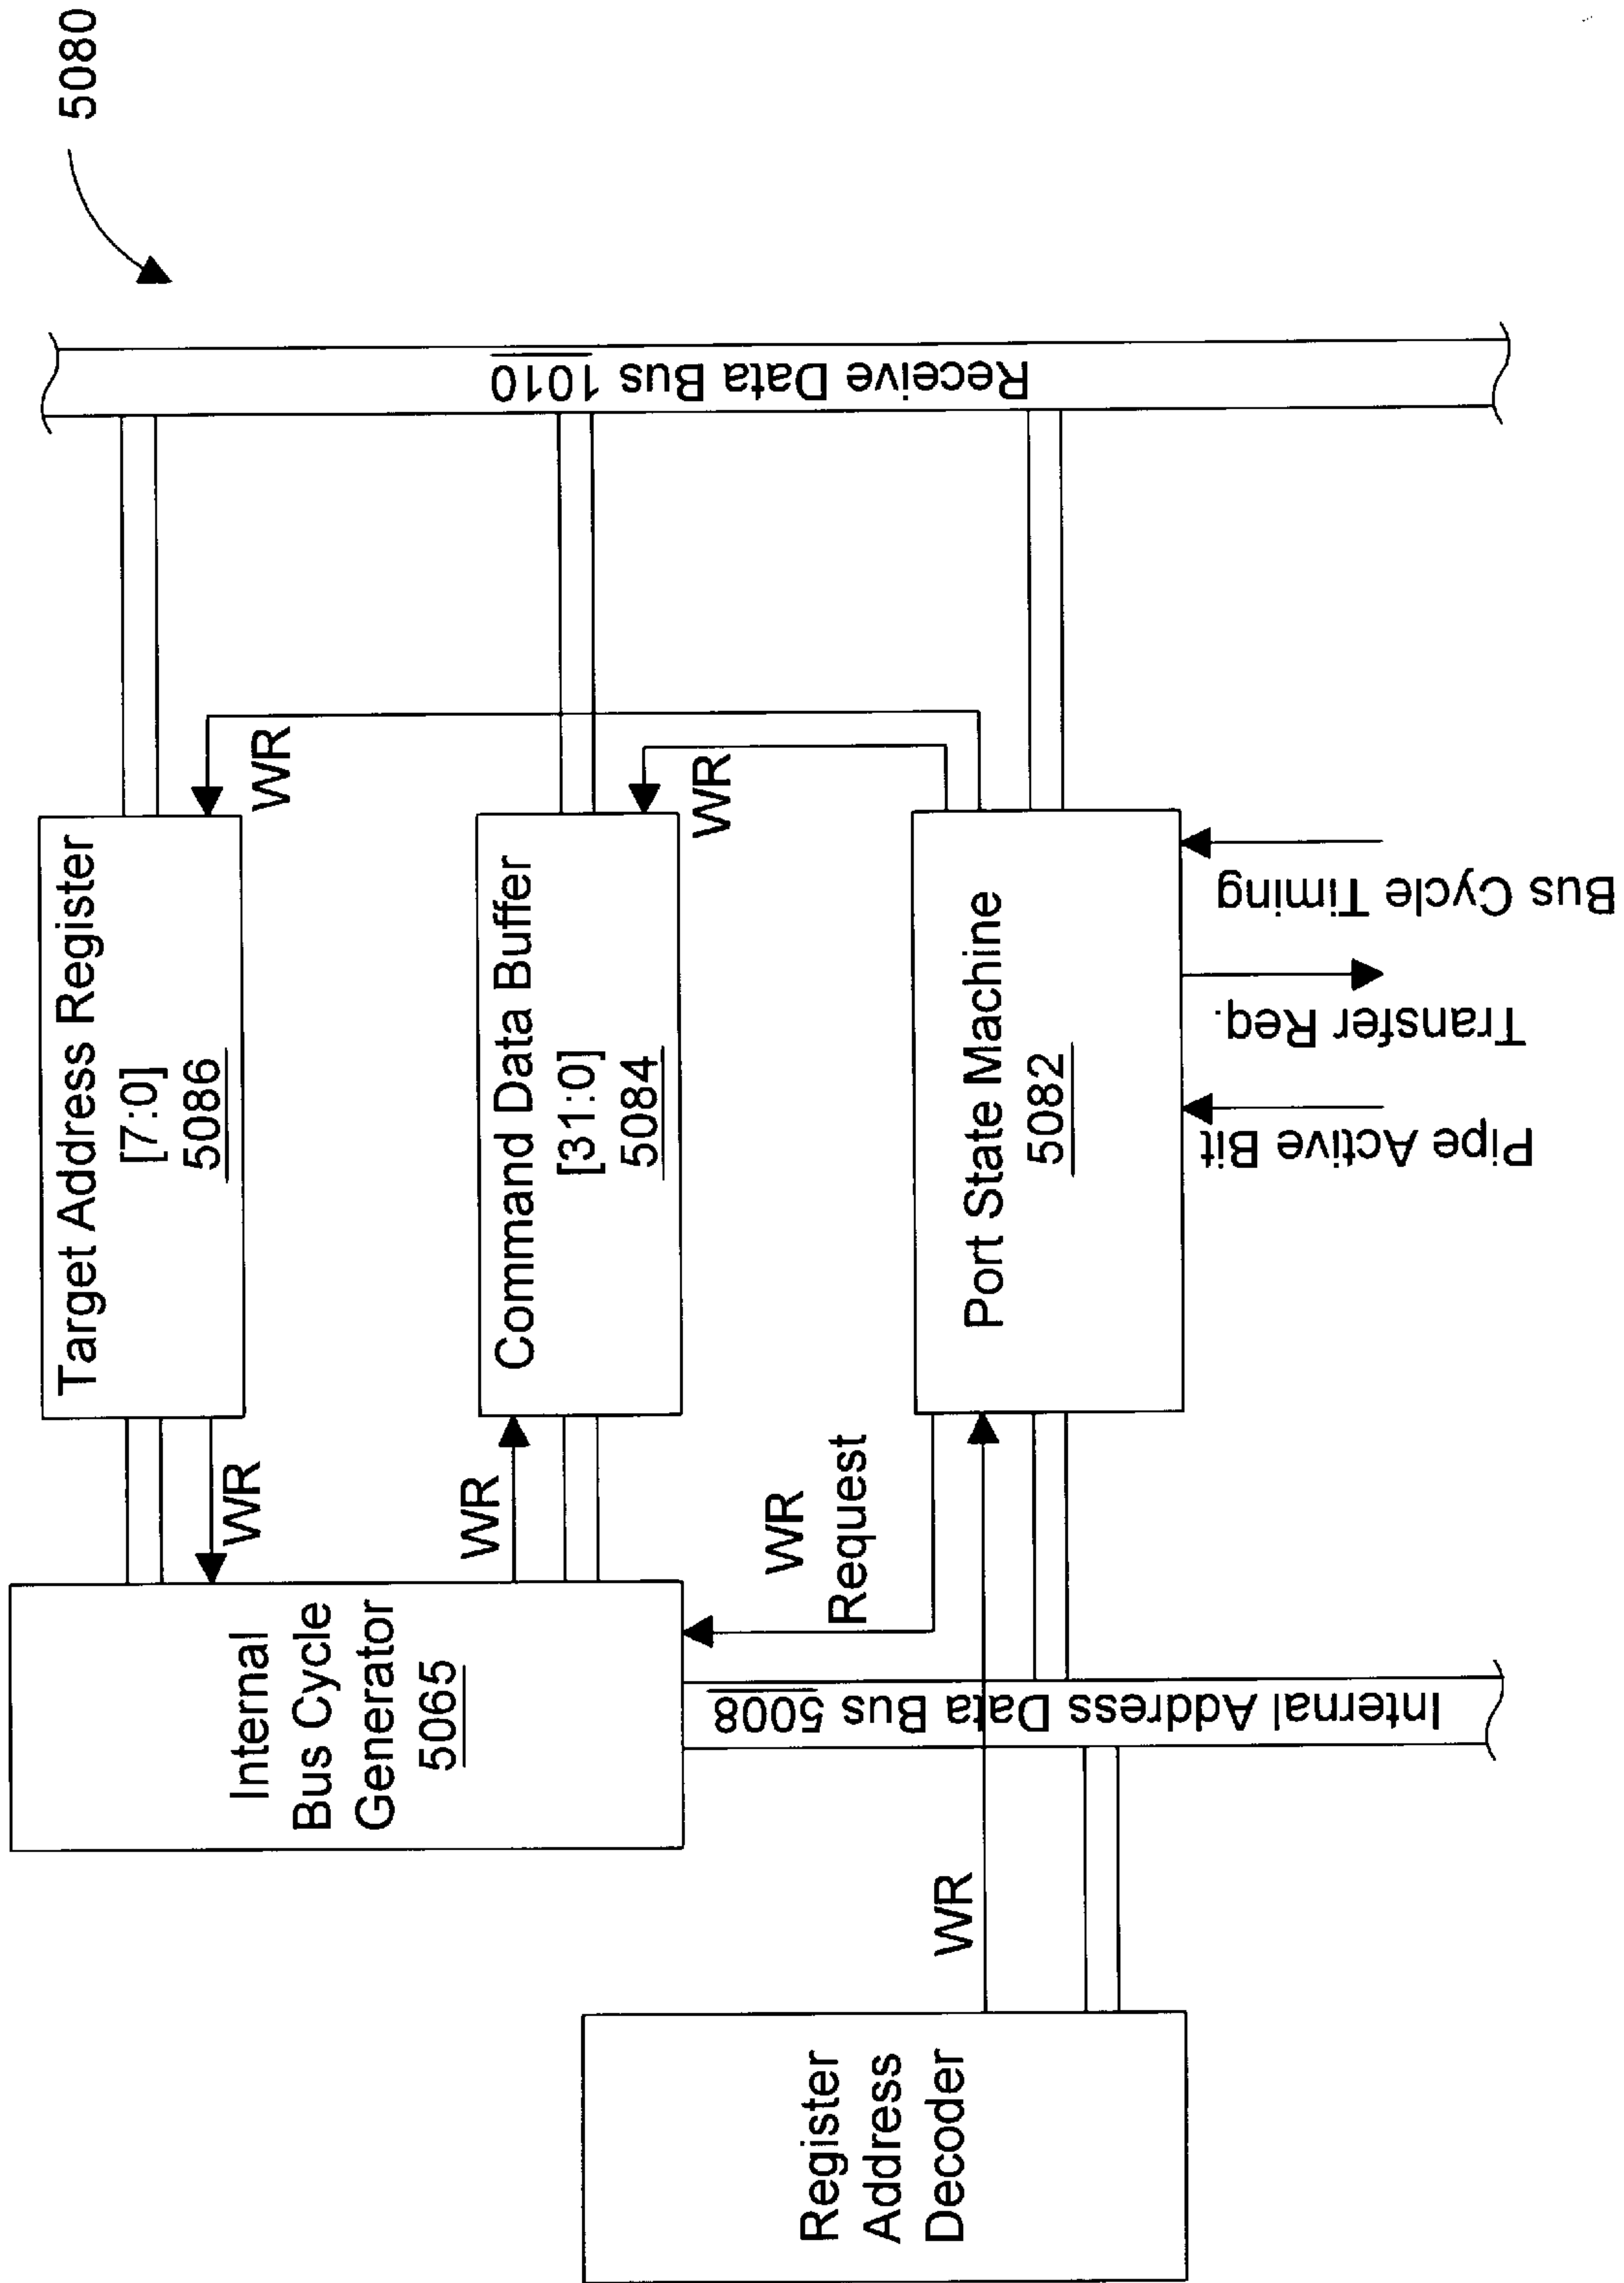 5080
Receive Data Bus 1010
Target Address Register
[7:0]
5086
WR
WR
Command Data Buffer
[31:0]
5084
WR
WR
Port State Machine
5082
Bus Cycle Timing
Transfer Req.
Pipe Active Bit
WR
Request
Internal
Bus Cycle
Generator
5065
Internal Address Data Bus 5008
WR
Register
Address
Decoder